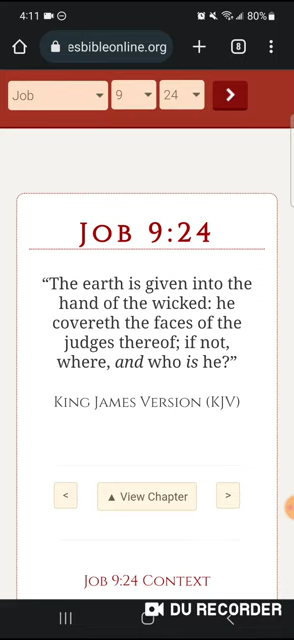 4:11 80%
esbibleonline.org 8
Job 9 24 >
Job 9:24
“The earth is given into the
hand of the wicked: he
covereth the faces of the
judges thereof; if not,
where, and who is he?”
King James Version (KJV)
< ▲ View Chapter >
Job 9:24 Context
DU RECORDER